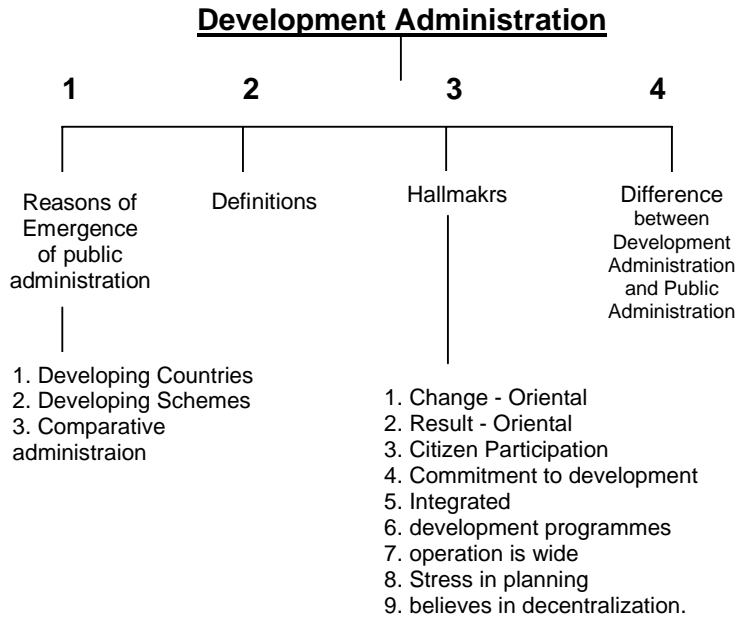 Development Administration
1 2 3 4
Reasons of
Emergence
of public
administration
Definitions
Hallmakrs
Difference
between
Development
Administration
and Public
Administration
1. Developing Countries
2. Developing Schemes
3. Comparative
administraion
1. Change - Oriental
2. Result - Oriental
3. Citizen Participation
4. Commitment to development
5. Integrated
6. development programmes
7. operation is wide
8. Stress in planning
9. believes in decentralization.